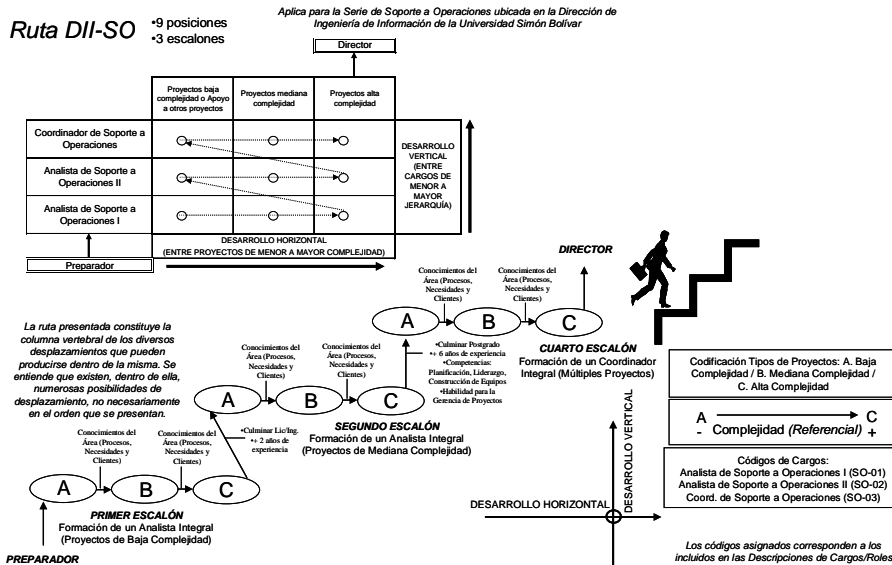 Ruta DII-SO
•9 posiciones
•3 escalones
Aplica para la Serie de Soporte a Operaciones ubicada en la Dirección de
Ingeniería de Información de la Universidad Simón Bolívar
Director
Proyectos baja
complejidad o Apoyo
a otros proyectos
Proyectos mediana
complejidad
Proyectos alta
complejidad
Coordinador de Soporte a
Operaciones
Analista de Soporte a
Operaciones II
Analista de Soporte a
Operaciones I
DESARROLLO
VERTICAL
(ENTRE
CARGOS DE
MENOR A
MAYOR
JERARQUÍA)
DESARROLLO HORIZONTAL
(ENTRE PROYECTOS DE MENOR A MAYOR COMPLEJIDAD)
Preparador
DIRECTOR
Conocimientos del
Área (Procesos,
Necesidades y
Clientes)
Conocimientos del
Área (Procesos,
Necesidades y
Clientes)
A
B
C
CUARTO ESCALÓN
Formación de un Coordinador
Integral (Múltiples Proyectos)
•Culminar Postgrado
•+ 6 años de experiencia
•Competencias:
Planificación, Liderazgo,
Construcción de Equipos
•Habilidad para la
Gerencia de Proyectos
La ruta presentada constituye la
columna vertebral de los diversos
desplazamientos que pueden
producirse dentro de la misma. Se
entiende que existen, dentro de ella,
numerosas posibilidades de
desplazamiento, no necesariamente
en el orden que se presentan.
Conocimientos del
Área (Procesos,
Necesidades y
Clientes)
Conocimientos del
Área (Procesos,
Necesidades y
Clientes)
A
B
C
SEGUNDO ESCALÓN
Formación de un Analista Integral
(Proyectos de Mediana Complejidad)
•Culminar Lic/Ing.
•+ 2 años de
experiencia
Conocimientos del
Área (Procesos,
Necesidades y
Clientes)
Conocimientos del
Área (Procesos,
Necesidades y
Clientes)
A
B
C
PRIMER ESCALÓN
Formación de un Analista Integral
(Proyectos de Baja Complejidad)
PREPARADOR
DESARROLLO HORIZONTAL
DESARROLLO VERTICAL
Codificación Tipos de Proyectos: A. Baja
Complejidad / B. Mediana Complejidad /
C. Alta Complejidad
A C
- Complejidad (Referencial) +
Códigos de Cargos:
Analista de Soporte a Operaciones I (SO-01)
Analista de Soporte a Operaciones II (SO-02)
Coord. de Soporte a Operaciones (SO-03)
Los códigos asignados corresponden a los
incluidos en las Descripciones de Cargos/Roles